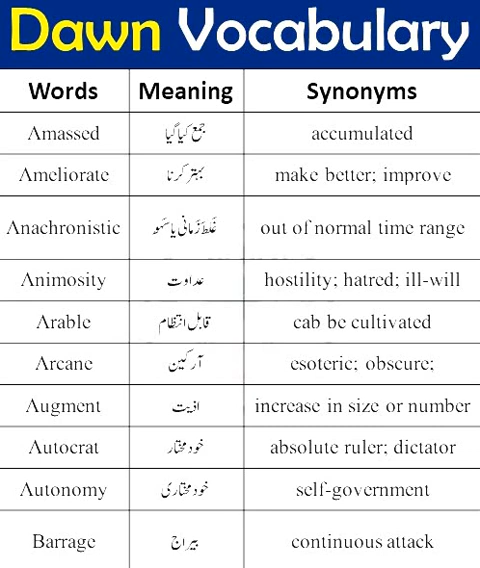 Dawn Vocabulary
Words Meaning Synonyms
Amassed جمع کیا گیا accumulated
Ameliorate بہتر کرنا make better; improve
Anachronistic غَلَط زَمانی یا سَہو out of normal time range
Animosity عداوت hostility; hatred; ill-will
Arable قابل انتظام cab be cultivated
Arcane آرکین esoteric; obscure;
Augment اذیت increase in size or number
Autocrat خود مختار absolute ruler; dictator
Autonomy خود مختاری self-government
Barrage بیراج continuous attack